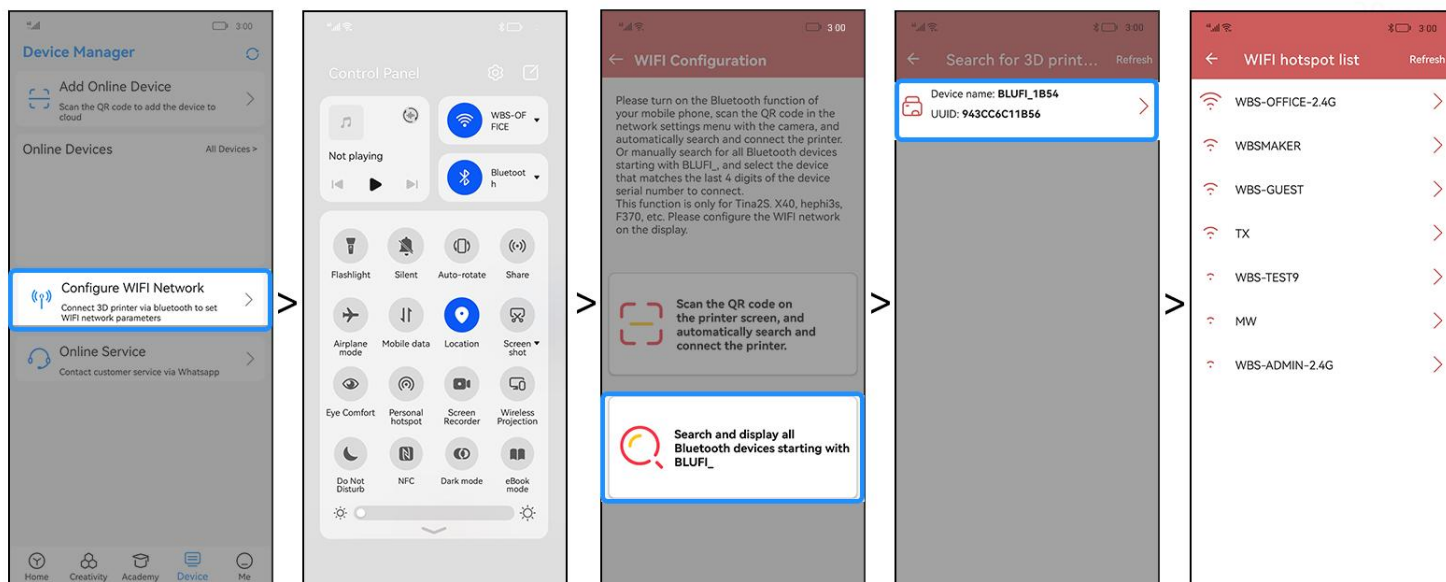 3:00
Device Manager
Add Online Device
Scan the QR code to add the device to
cloud
Online Devices
All Devices >
Configure WIFI Network
Connect 3D printer via bluetooth to set
WIFI network parameters
Online Service
Contact customer service via Whatsapp
Home
Creativity
Academy
Device
Me
>
3:00
Control Panel
Not playing
WBS-OF
FICE
Bluetoot
h
Flashlight
Silent
Auto-rotate
Share
Airplane
mode
Mobile data
Location
Screen
shot
Eye Comfort
Personal
hotspot
Screen
Recorder
Wireless
Projection
Do Not
Disturb
NFC
Dark mode
eBook
mode
>
3:00
WIFI Configuration
Please turn on the Bluetooth function of
your mobile phone, scan the QR code in the
network settings menu with the camera, and
automatically search and connect the printer.
Or manually search for all Bluetooth devices
starting with BLUFI_, and select the device
that matches the last 4 digits of the device
serial number to connect.
This function is only for Tina2S. X40, hephi3s,
F370, etc. Please configure the WIFI network
on the display.
Scan the QR code on
the printer screen, and
automatically search and
connect the printer.
Search and display all
Bluetooth devices starting with
BLUFI_
>
3:00
Search for 3D print...
Refresh
Device name: BLUFI_1B54
UUID: 943CC6C11B56
>
3:00
WIFI hotspot list
Refresh
WBS-OFFICE-2.4G
WBSMAKER
WBS-GUEST
TX
WBS-TEST9
MW
WBS-ADMIN-2.4G